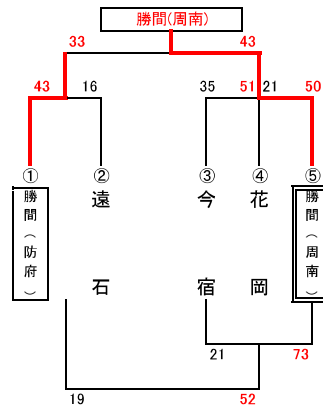 勝間(周南)
33 43
43 16 35 51 21 50
① ② ③ ④ ⑤
勝間(防府)
遠石
今宿
花岡
勝間(周南)
21 73
19 52